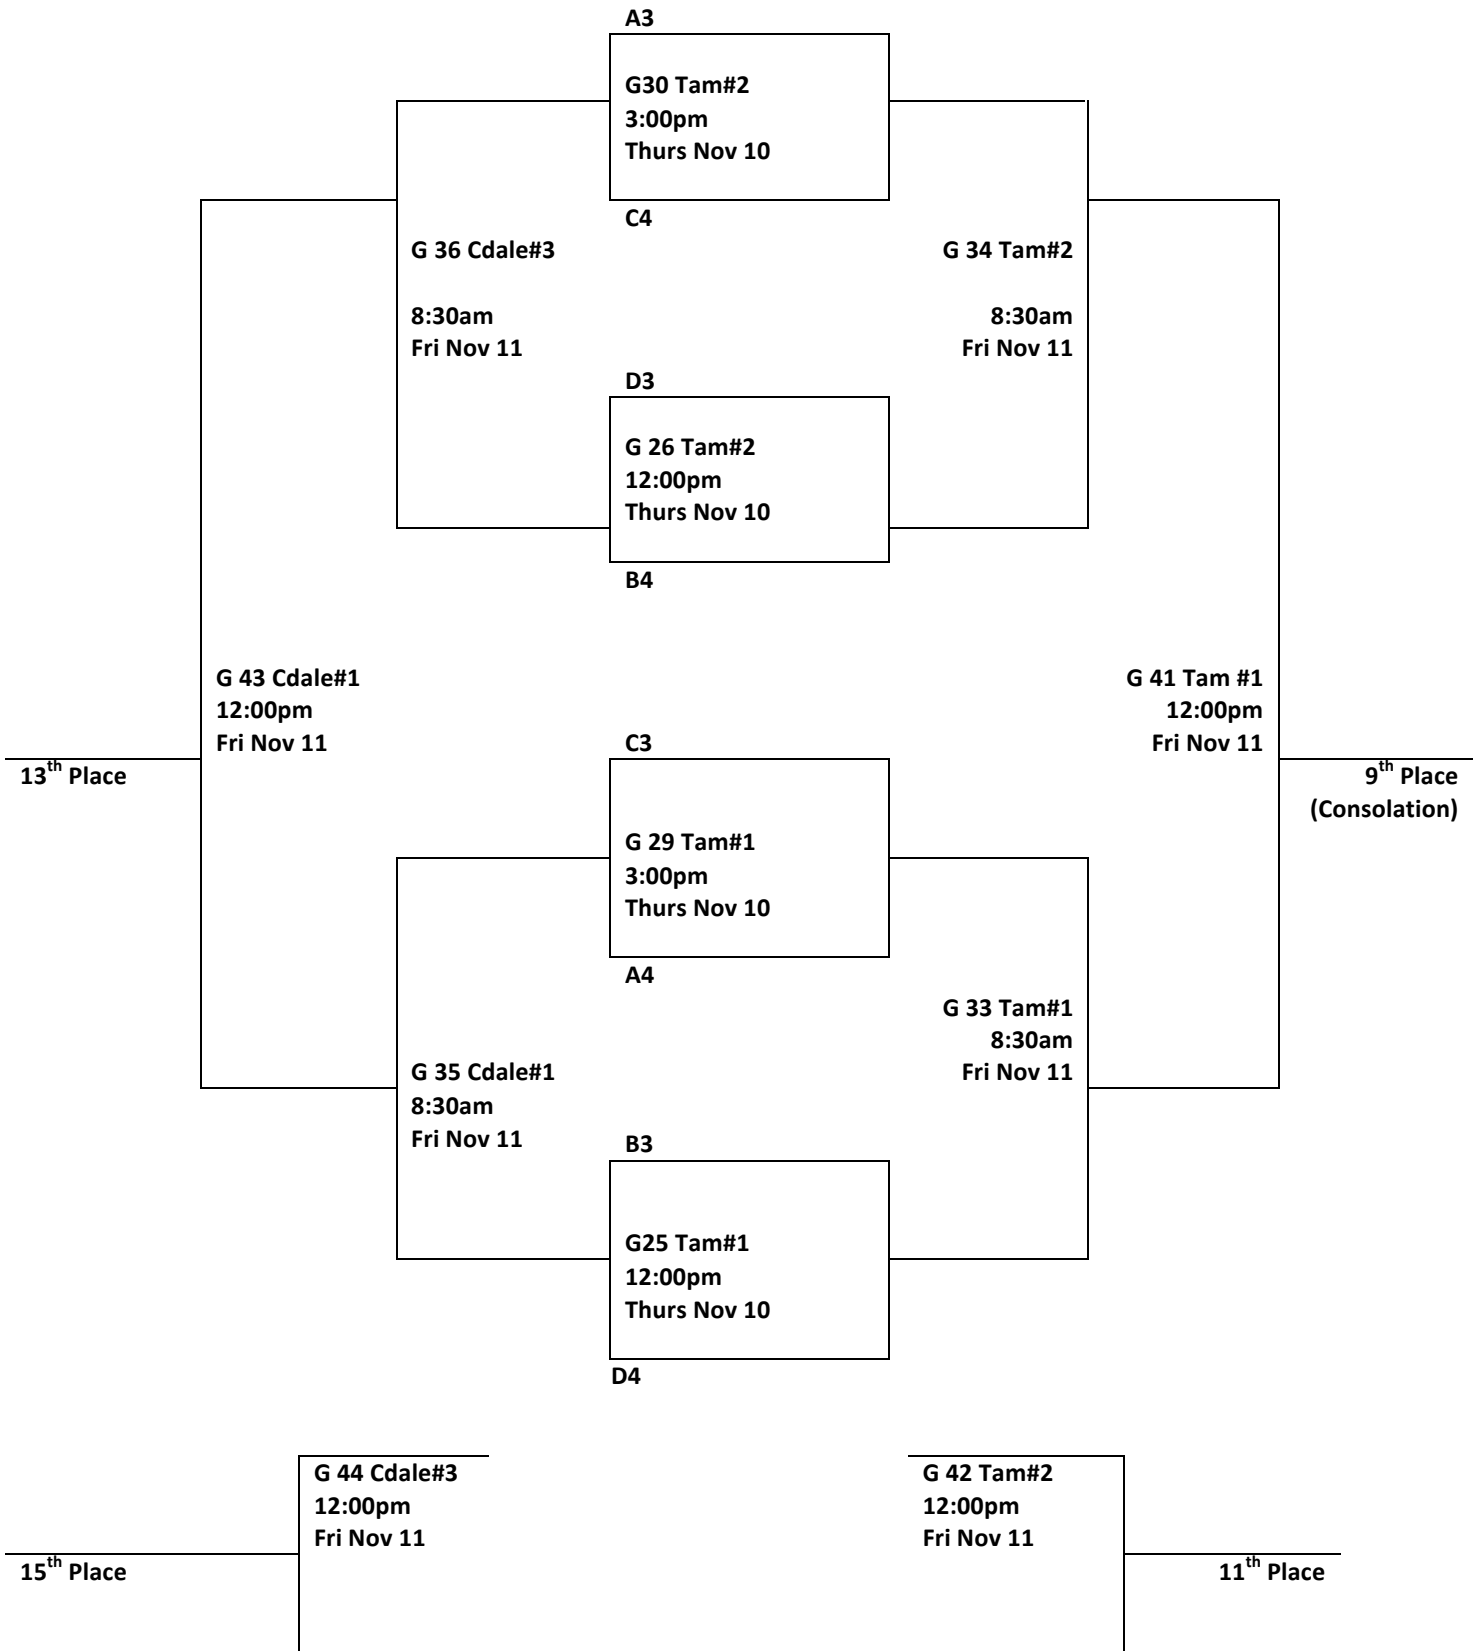 A3
G30 Tam#2
3:00pm
Thurs Nov 10
C4
G 36 Cdale#3
8:30am
Fri Nov 11
G 34 Tam#2
8:30am
Fri Nov 11
D3
G 26 Tam#2
12:00pm
Thurs Nov 10
B4
G 43 Cdale#1
12:00pm
Fri Nov 11
13th Place
G 41 Tam #1
12:00pm
Fri Nov 11
9th Place
(Consolation)
C3
G 29 Tam#1
3:00pm
Thurs Nov 10
A4
G 35 Cdale#1
8:30am
Fri Nov 11
G 33 Tam#1
8:30am
Fri Nov 11
B3
G25 Tam#1
12:00pm
Thurs Nov 10
D4
G 44 Cdale#3
12:00pm
Fri Nov 11
15th Place
G 42 Tam#2
12:00pm
Fri Nov 11
11th Place